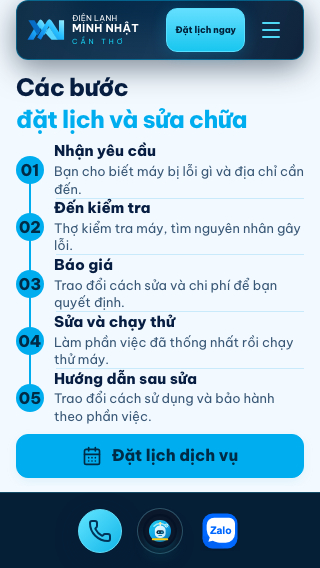 ĐIỆN LẠNH
MINH NHẬT
CẦN THƠ
Đặt lịch ngay
Các bước
đặt lịch và sửa chữa
01
Nhận yêu cầu
Bạn cho biết máy bị lỗi gì và địa chỉ cần
đến.
02
Đến kiểm tra
Thợ kiểm tra máy, tìm nguyên nhân gây
lỗi.
03
Báo giá
Trao đổi cách sửa và chi phí để bạn
quyết định.
04
Sửa và chạy thử
Làm phần việc đã thống nhất rồi chạy
thử máy.
05
Hướng dẫn sau sửa
Trao đổi cách sử dụng và bảo hành
theo phần việc.
Đặt lịch dịch vụ
Zalo